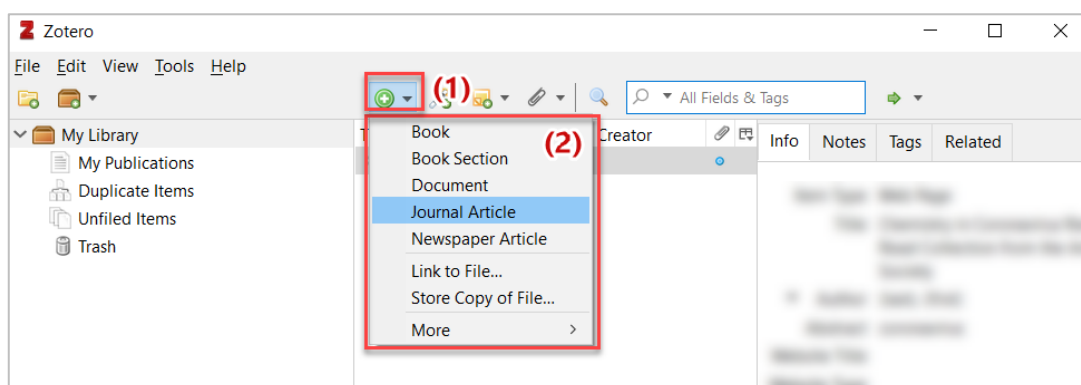 Zotero
File Edit View Tools Help
(1)
All Fields & Tags
My Library
My Publications
Duplicate Items
Unfiled Items
Trash
Creator
(2)
Book
Book Section
Document
Journal Article
Newspaper Article
Link to File...
Store Copy of File...
More
Info Notes Tags Related